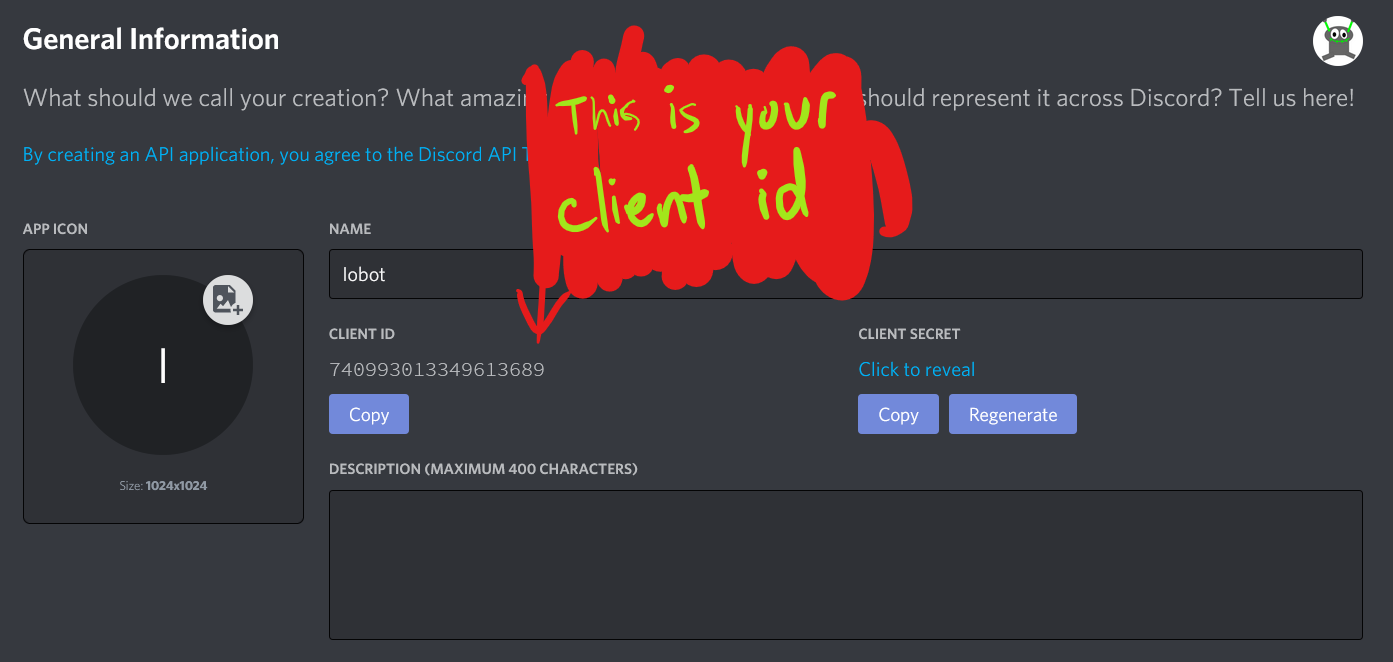 General Information
What should we call your creation? What amazi
should represent it across Discord? Tell us here!
By creating an API application, you agree to the Discord API
This is your
client id
APP ICON
NAME
lobot
l
Size: 1024x1024
CLIENT ID
740993013349613689
Copy
CLIENT SECRET
Click to reveal
Copy Regenerate
DESCRIPTION (MAXIMUM 400 CHARACTERS)